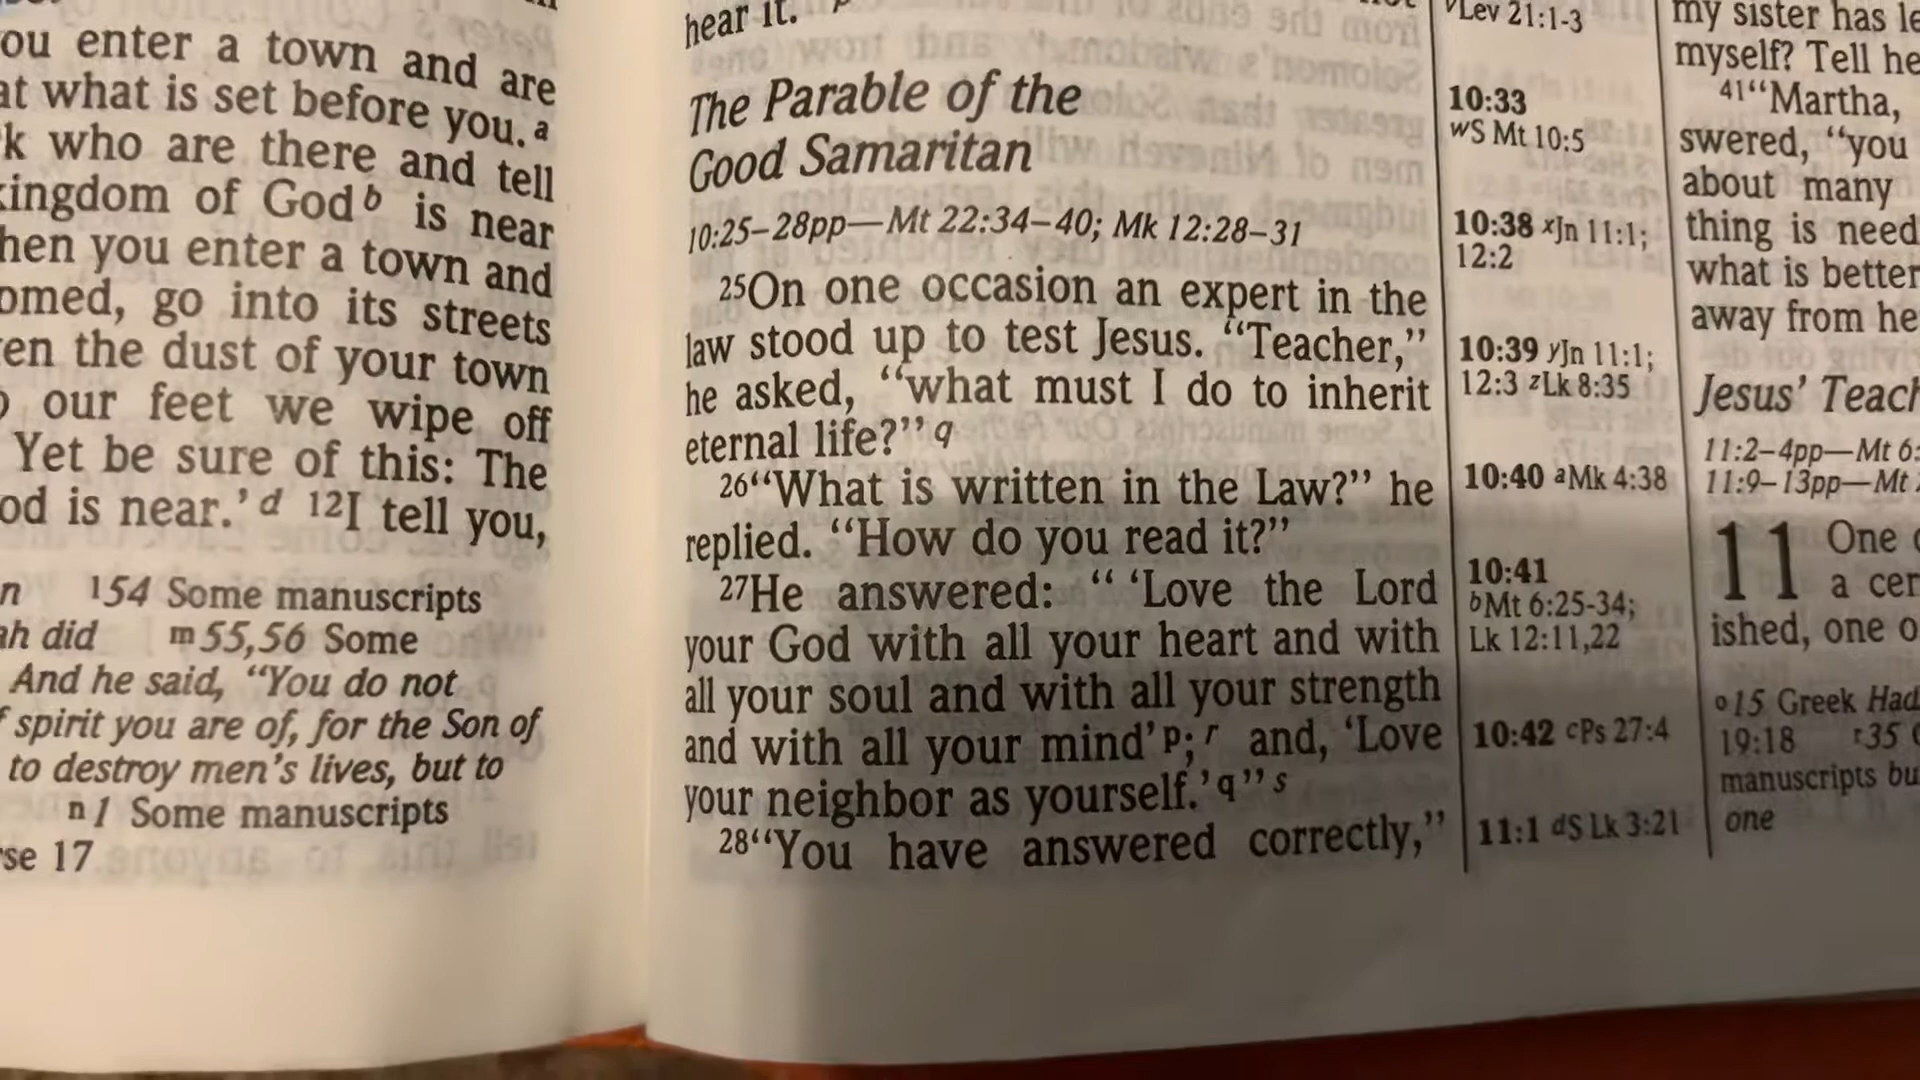 ou enter a town and are
at what is set before you.a
k who are there and tell
kingdom of God b is near
hen you enter a town and
omed, go into its streets
en the dust of your town
o our feet we wipe off
Yet be sure of this: The
od is near.' d 12I tell you,
n 154 Some manuscripts
ah did m55,56 Some
And he said, "You do not
f spirit you are of, for the Son of
to destroy men's lives, but to
n1 Some manuscripts
se 17
hear it.
The Parable of the
Good Samaritan
10:25–28pp—Mt 22:34–40; Mk 12:28–31
25On one occasion an expert in the
law stood up to test Jesus. "Teacher,"
he asked, "what must I do to inherit
eternal life?" q
26"What is written in the Law?" he
replied. "How do you read it?"
27He answered: " 'Love the Lord
your God with all your heart and with
all your soul and with all your strength
and with all your mind'p; r and, 'Love
your neighbor as yourself.'q" s
28"You have answered correctly,"
vLev 21:1-3
10:33
wS Mt 10:5
10:38 xJn 11:1;
12:2
10:39 yJn 11:1;
12:3 zLk 8:35
10:40 aMk 4:38
10:41
bMt 6:25-34;
Lk 12:11,22
10:42 cPs 27:4
11:1 dS Lk 3:21
my sister has le
myself? Tell he
41"Martha,
swered, "you
about many
thing is need
what is better
away from he
Jesus' Teach
11:2–4pp—Mt 6:
11:9–13pp—Mt
11 One
a cer
ished, one o
o15 Greek Had
19:18 r35
manuscripts bu
one